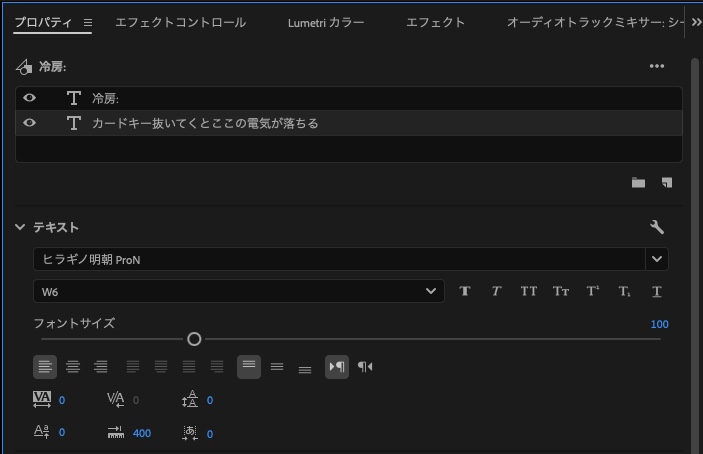 プロパティ エフェクトコントロール Lumetri カラー エフェクト オーディオトラックミキサー: シー
冷房:
冷房:
カードキー抜いてくとここの電気が落ちる
テキスト
ヒラギノ明朝 ProN
W6
フォントサイズ 100
0 0 0
0 400 0